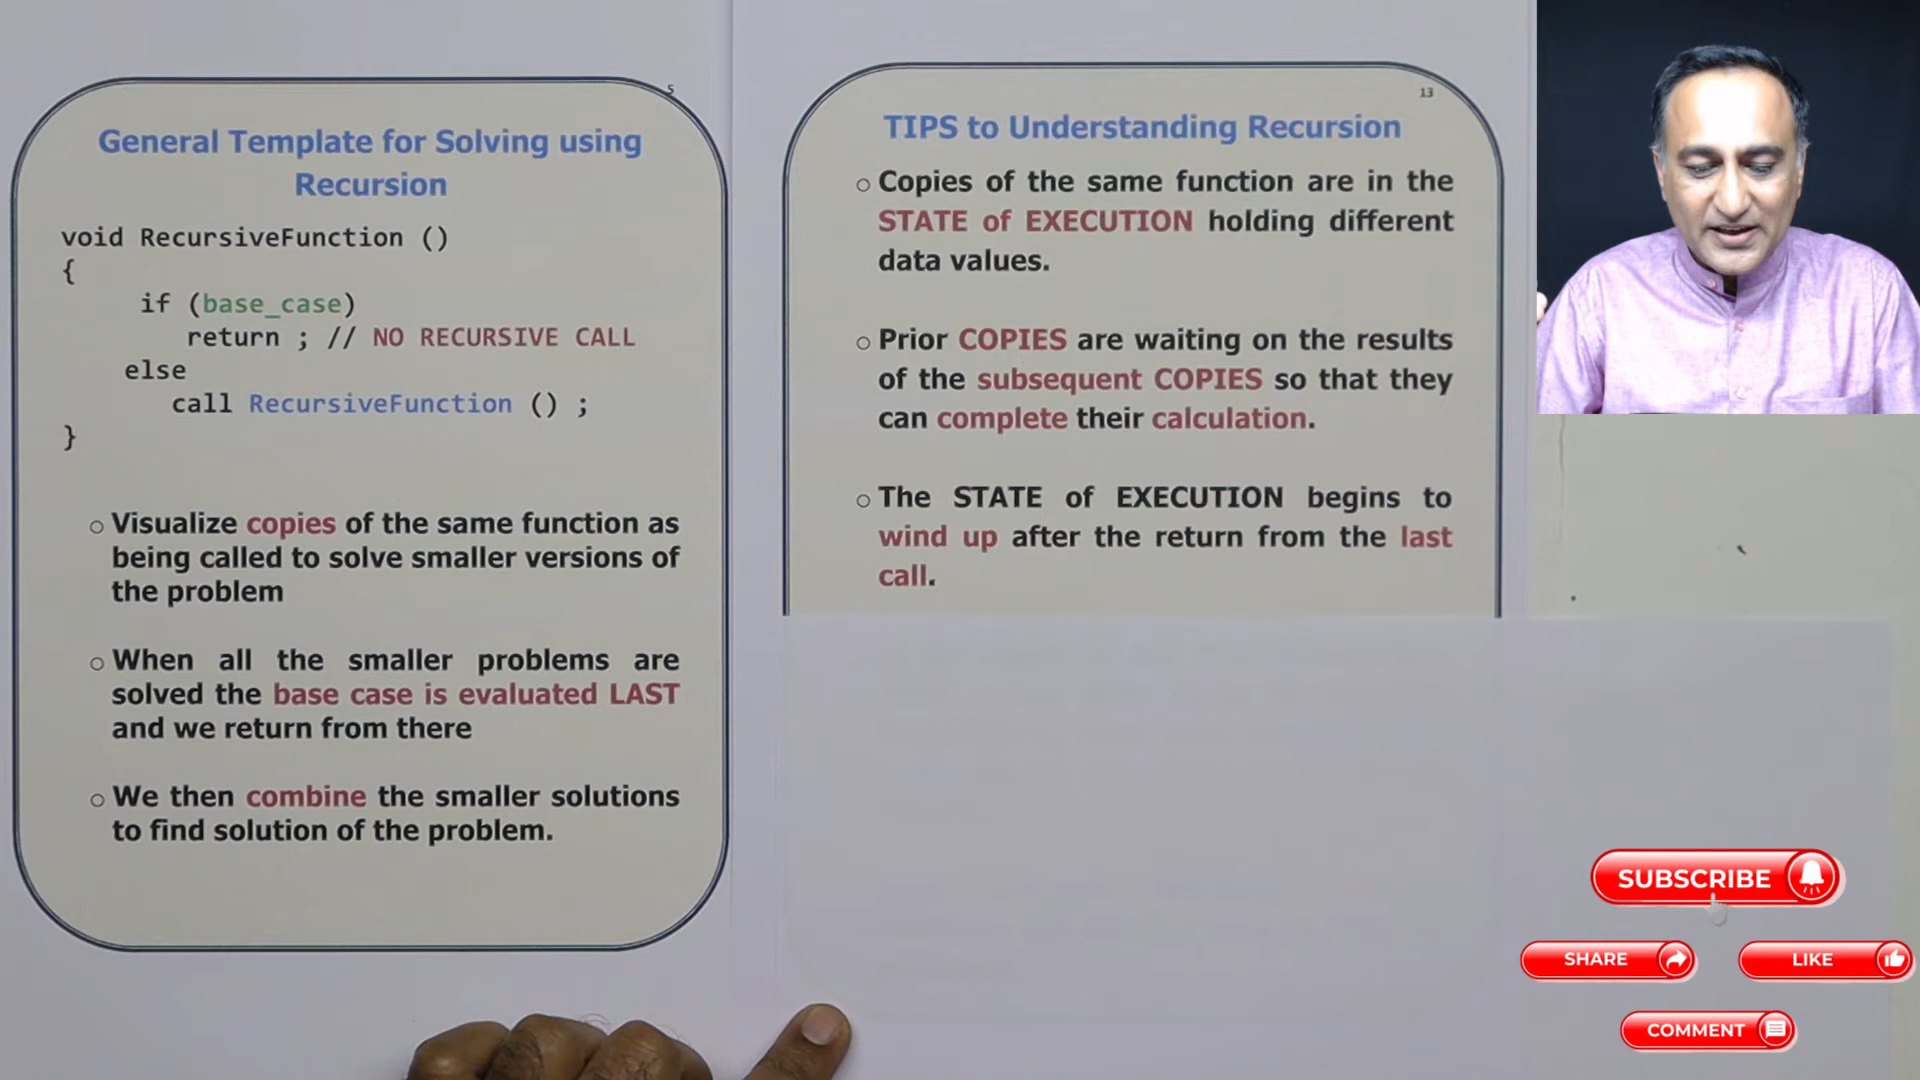 5
General Template for Solving using
Recursion
void RecursiveFunction ()
{
if (base_case)
return ; // NO RECURSIVE CALL
else
call RecursiveFunction () ;
}
○ Visualize copies of the same function as
being called to solve smaller versions of
the problem
○ When all the smaller problems are
solved the base case is evaluated LAST
and we return from there
○ We then combine the smaller solutions
to find solution of the problem.
13
TIPS to Understanding Recursion
○ Copies of the same function are in the
STATE of EXECUTION holding different
data values.
○ Prior COPIES are waiting on the results
of the subsequent COPIES so that they
can complete their calculation.
○ The STATE of EXECUTION begins to
wind up after the return from the last
call.
SUBSCRIBE
SHARE
LIKE
COMMENT